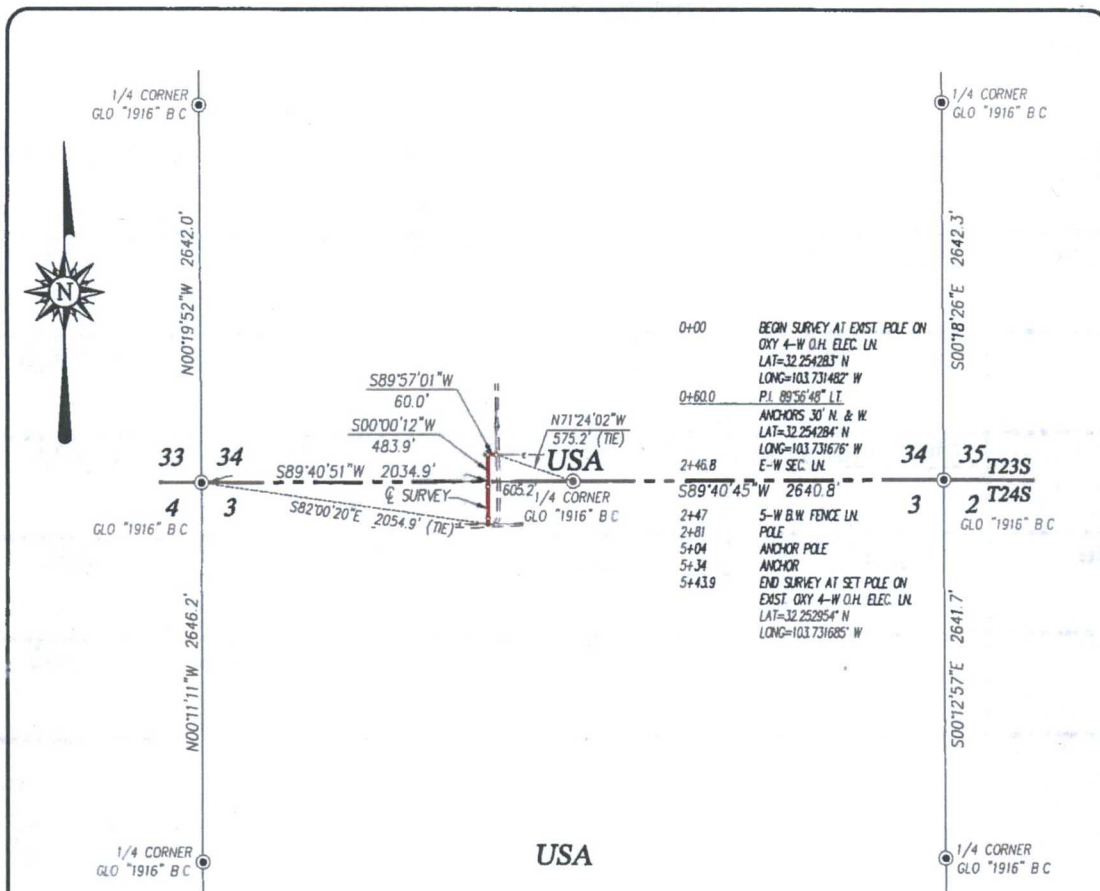 1/4 CORNER
GLO "1916" B C
1/4 CORNER
GLO "1916" B C
N00°19'52"W 2642.0'
S00°18'26"E 2642.3'
N
0+00 BEGIN SURVEY AT EXIST. POLE ON
OXY 4-W O.H. ELEC. LN.
LAT=32.254283° N
LONG=103.731482° W
0+60.0 P.I. 89°56'48" LT.
ANCHORS 30' N. & W.
LAT=32.254284° N
LONG=103.731676° W
2+46.8 E-W SEC. LN.
2+47 5-W B.W. FENCE LN.
2+81 POLE
5+04 ANCHOR POLE
5+34 ANCHOR
5+43.9 END SURVEY AT SET POLE ON
EXIST. OXY 4-W O.H. ELEC. LN.
LAT=32.252954° N
LONG=103.731685° W
S89°57'01"W
60.0'
S00°00'12"W
483.9'
N71°24'02"W
575.2' (TIE)
USA
33 34
34 35 T23S
S89°40'51"W 2034.9'
605.2'
S89°40'45"W 2640.8'
4 3
3 2 T24S
GLO "1916" B C
℄ SURVEY
1/4 CORNER
GLO "1916" B C
GLO "1916" B C
S82°00'20"E 2054.9' (TIE)
N00°11'11"W 2646.2'
S00°12'57"E 2641.7'
1/4 CORNER
GLO "1916" B C
USA
1/4 CORNER
GLO "1916" B C